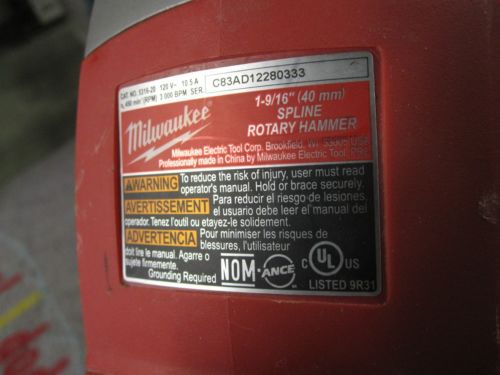 CAT. NO. 5316-20 120 V~ 10.5 A
n₀ 450 min⁻¹ (RPM) 3 000 BPM SER. C83AD12280333
Milwaukee
1-9/16" (40 mm)
SPLINE
ROTARY HAMMER
Milwaukee Electric Tool Corp. Brookfield, WI 53005 USA
Professionally made in China by Milwaukee Electric Tool, PRC
WARNING To reduce the risk of injury, user must read
operator's manual. Hold or brace securely.
AVERTISSEMENT Para reducir el riesgo de lesiones,
el usuario debe leer el manual del
operador. Tenez l'outil ou etayez-le solidement.
ADVERTENCIA Pour minimiser les risques de
blessures, l'utilisateur
doit lire le manual. Agarre o
sujete firmemente.
Grounding Required
NOM-ANCE
C UL US
LISTED 9R31